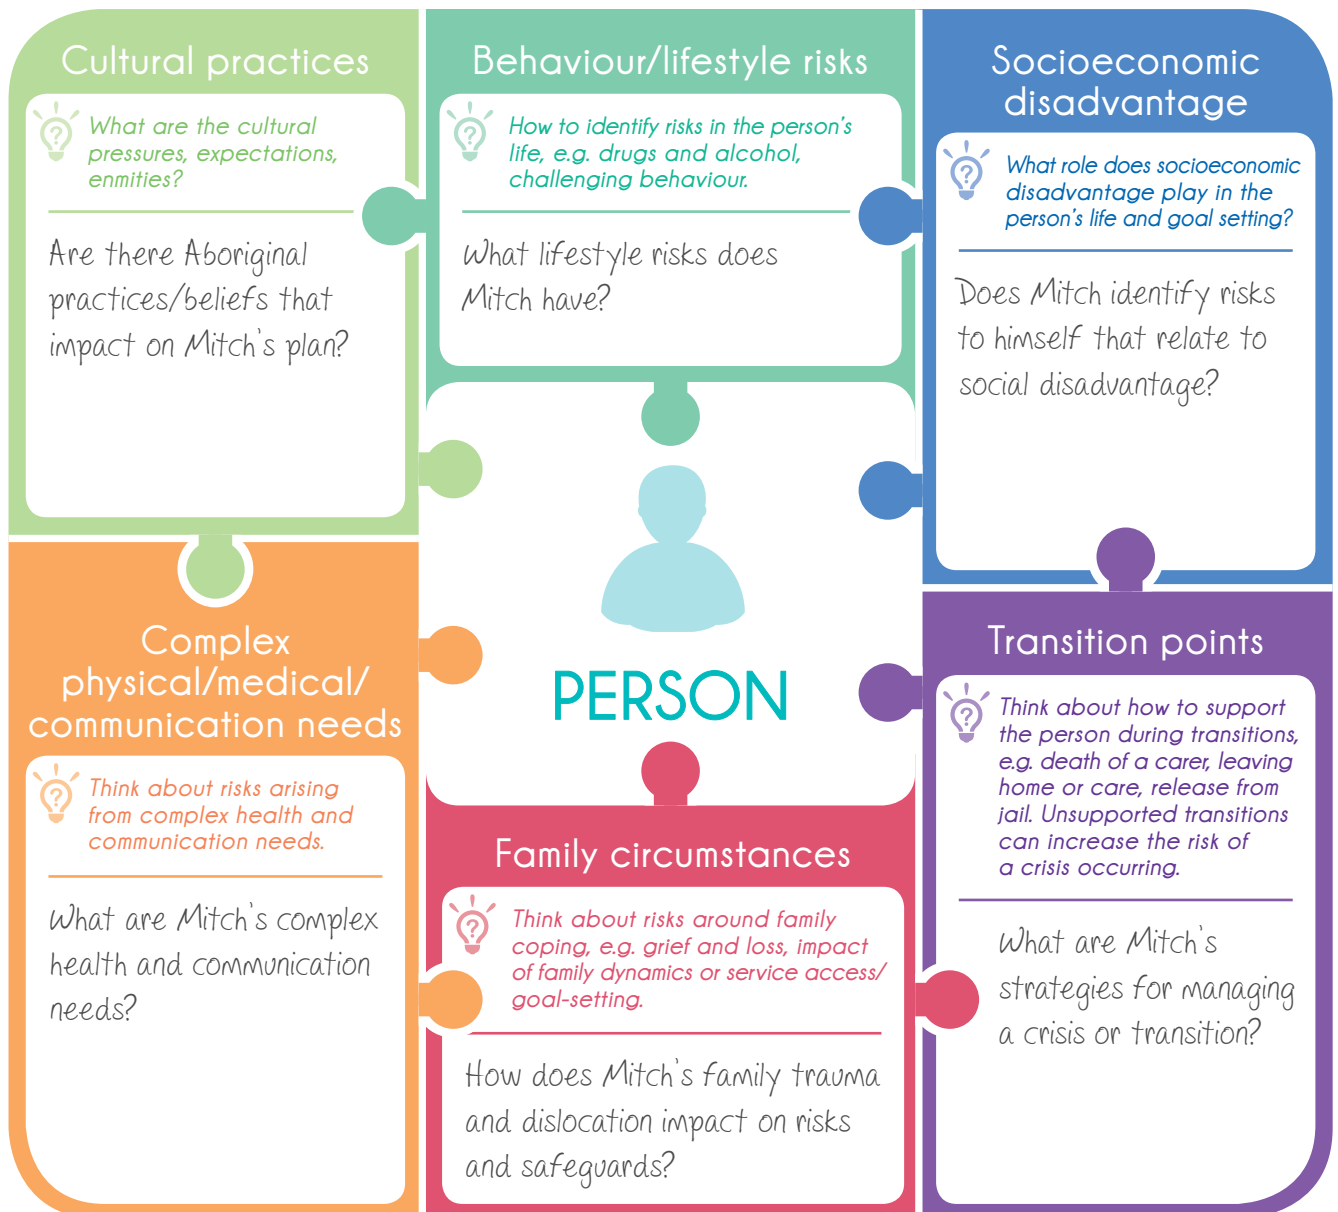 Cultural practices
?
What are the cultural
pressures, expectations,
enmities?
Are there Aboriginal
practices/beliefs that
impact on Mitch's plan?
Behaviour/lifestyle risks
?
How to identify risks in the person's
life, e.g. drugs and alcohol,
challenging behaviour.
What lifestyle risks does
Mitch have?
Socioeconomic
disadvantage
?
What role does socioeconomic
disadvantage play in the
person's life and goal setting?
Does Mitch identify risks
to himself that relate to
social disadvantage?
PERSON
Complex
physical/medical/
communication needs
?
Think about risks arising
from complex health and
communication needs.
What are Mitch's complex
health and communication
needs?
Family circumstances
?
Think about risks around family
coping, e.g. grief and loss, impact
of family dynamics or service access/
goal-setting.
How does Mitch's family trauma
and dislocation impact on risks
and safeguards?
Transition points
?
Think about how to support
the person during transitions,
e.g. death of a carer, leaving
home or care, release from
jail. Unsupported transitions
can increase the risk of
a crisis occurring.
What are Mitch's
strategies for managing
a crisis or transition?